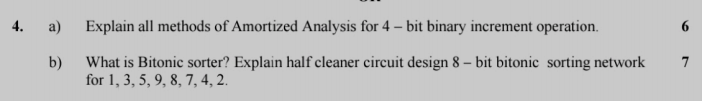 4. a) Explain all methods of Amortized Analysis for 4 – bit binary increment operation. 6
b) What is Bitonic sorter? Explain half cleaner circuit design 8 – bit bitonic sorting network 7
for 1, 3, 5, 9, 8, 7, 4, 2.